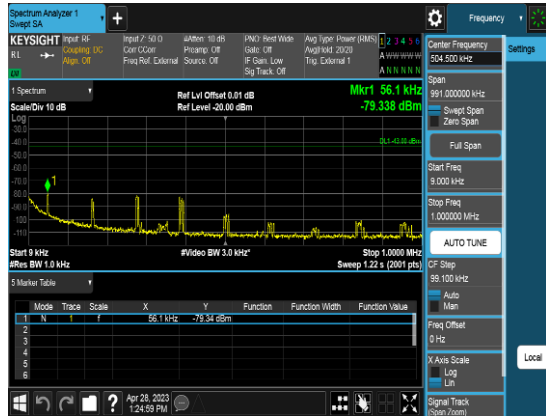 Spectrum Analyzer 1
Swept SA
KEYSIGHT
RL
Input: RF
Coupling: DC
Align: Off
Input Z: 50 Ω
Corr CCorr
Freq Ref: External
#Atten: 10 dB
Preamp: Off
Source: Off
PNO: Best Wide
Gate: Off
IF Gain: Low
Sig Track: Off
Avg Type: Power (RMS)
Avg|Hold: 20/20
Trig: External 1
1 2 3 4 5 6
A W W W W W
A N N N N N
1 Spectrum
Scale/Div 10 dB
Ref Lvl Offset 0.01 dB
Ref Level -20.00 dBm
Mkr1 56.1 kHz
-79.338 dBm
Log
-30.0
-40.0
-50.0
-60.0
-70.0
-80.0
-90.0
-100
-110
DL1 -43.00 dBm
1
Start 9 kHz
#Res BW 1.0 kHz
#Video BW 3.0 kHz*
Stop 1.0000 MHz
Sweep 1.22 s (2001 pts)
5 Marker Table
Mode Trace Scale X Y Function Function Width Function Value
1 N 1 f 56.1 kHz -79.34 dBm
2
3
4
5
6
Apr 28, 2023
1:24:59 PM
Frequency
Settings
Center Frequency
504.500 kHz
Span
991.000000 kHz
Swept Span
Zero Span
Full Span
Start Freq
9.000 kHz
Stop Freq
1.000000 MHz
AUTO TUNE
CF Step
99.100 kHz
Auto
Man
Freq Offset
0 Hz
X Axis Scale
Log
Lin
Signal Track
(Span Zoom)
Local